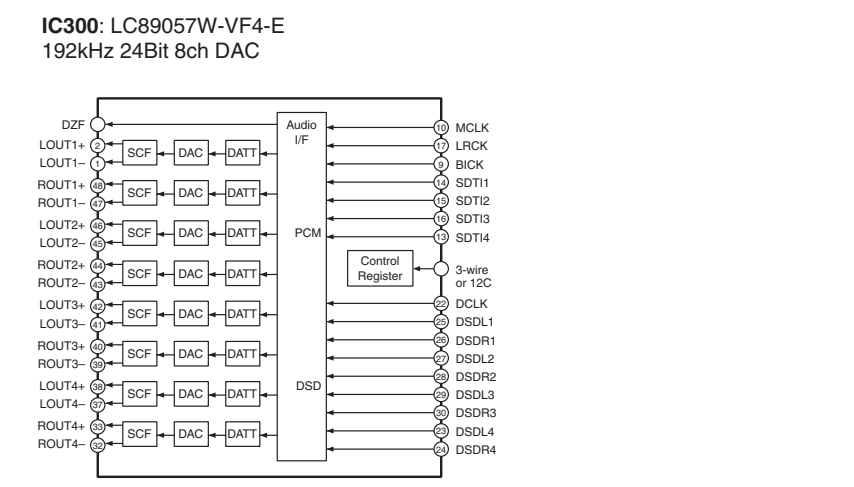 IC300: LC89057W-VF4-E
192kHz 24Bit 8ch DAC
DZF
Audio
I/F
10 MCLK
LOUT1+ 2
LOUT1– 1
SCF DAC DATT
17 LRCK
9 BICK
ROUT1+ 48
ROUT1– 47
SCF DAC DATT
14 SDTI1
15 SDTI2
LOUT2+ 46
LOUT2– 45
SCF DAC DATT
PCM
16 SDTI3
13 SDTI4
ROUT2+ 44
ROUT2– 43
SCF DAC DATT
Control
Register
3-wire
or 12C
LOUT3+ 42
LOUT3– 41
SCF DAC DATT
22 DCLK
25 DSDL1
ROUT3+ 40
ROUT3– 39
SCF DAC DATT
26 DSDR1
27 DSDL2
LOUT4+ 38
LOUT4– 37
SCF DAC DATT
DSD
28 DSDR2
29 DSDL3
30 DSDR3
ROUT4+ 33
ROUT4– 32
SCF DAC DATT
23 DSDL4
24 DSDR4